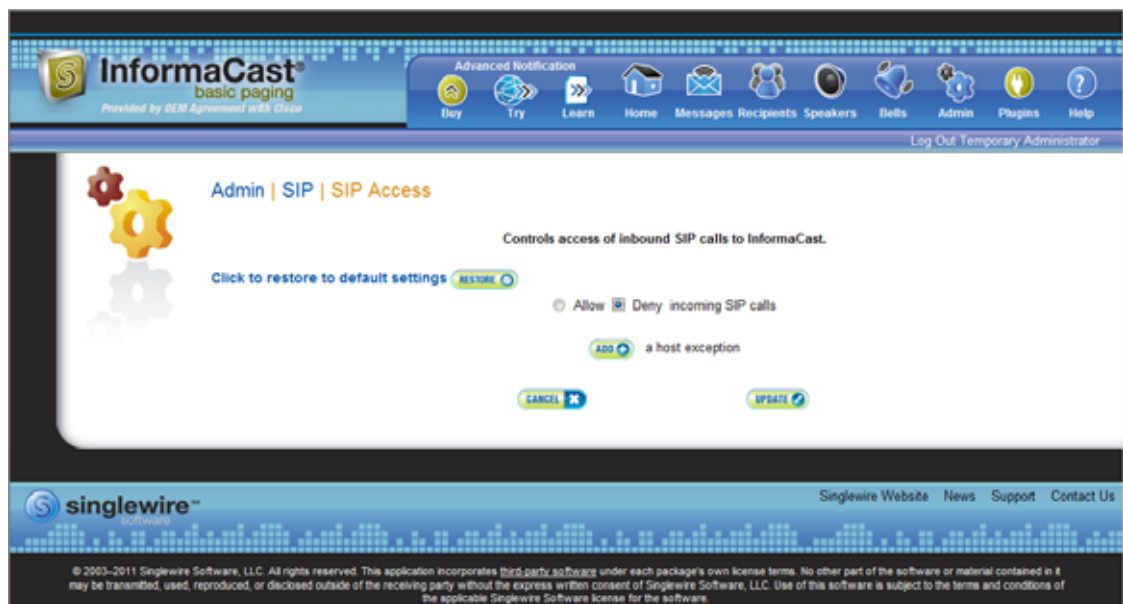 InformaCast®
basic paging
Provided by OEM Agreement with Cisco
Advanced Notification
Buy Try Learn Home Messages Recipients Speakers Bells Admin Plugins Help
Log Out Temporary Administrator
Admin | SIP | SIP Access
Controls access of inbound SIP calls to InformaCast.
Click to restore to default settings RESTORE
Allow Deny incoming SIP calls
ADD a host exception
CANCEL UPDATE
singlewire™
software
Singlewire Website News Support Contact Us
© 2003–2011 Singlewire Software, LLC. All rights reserved. This application incorporates third-party software under each package's own license terms. No other part of the software or material contained in it
may be transmitted, used, reproduced, or disclosed outside of the receiving party without the express written consent of Singlewire Software, LLC. Use of this software is subject to the terms and conditions of
the applicable Singlewire Software license for the software.